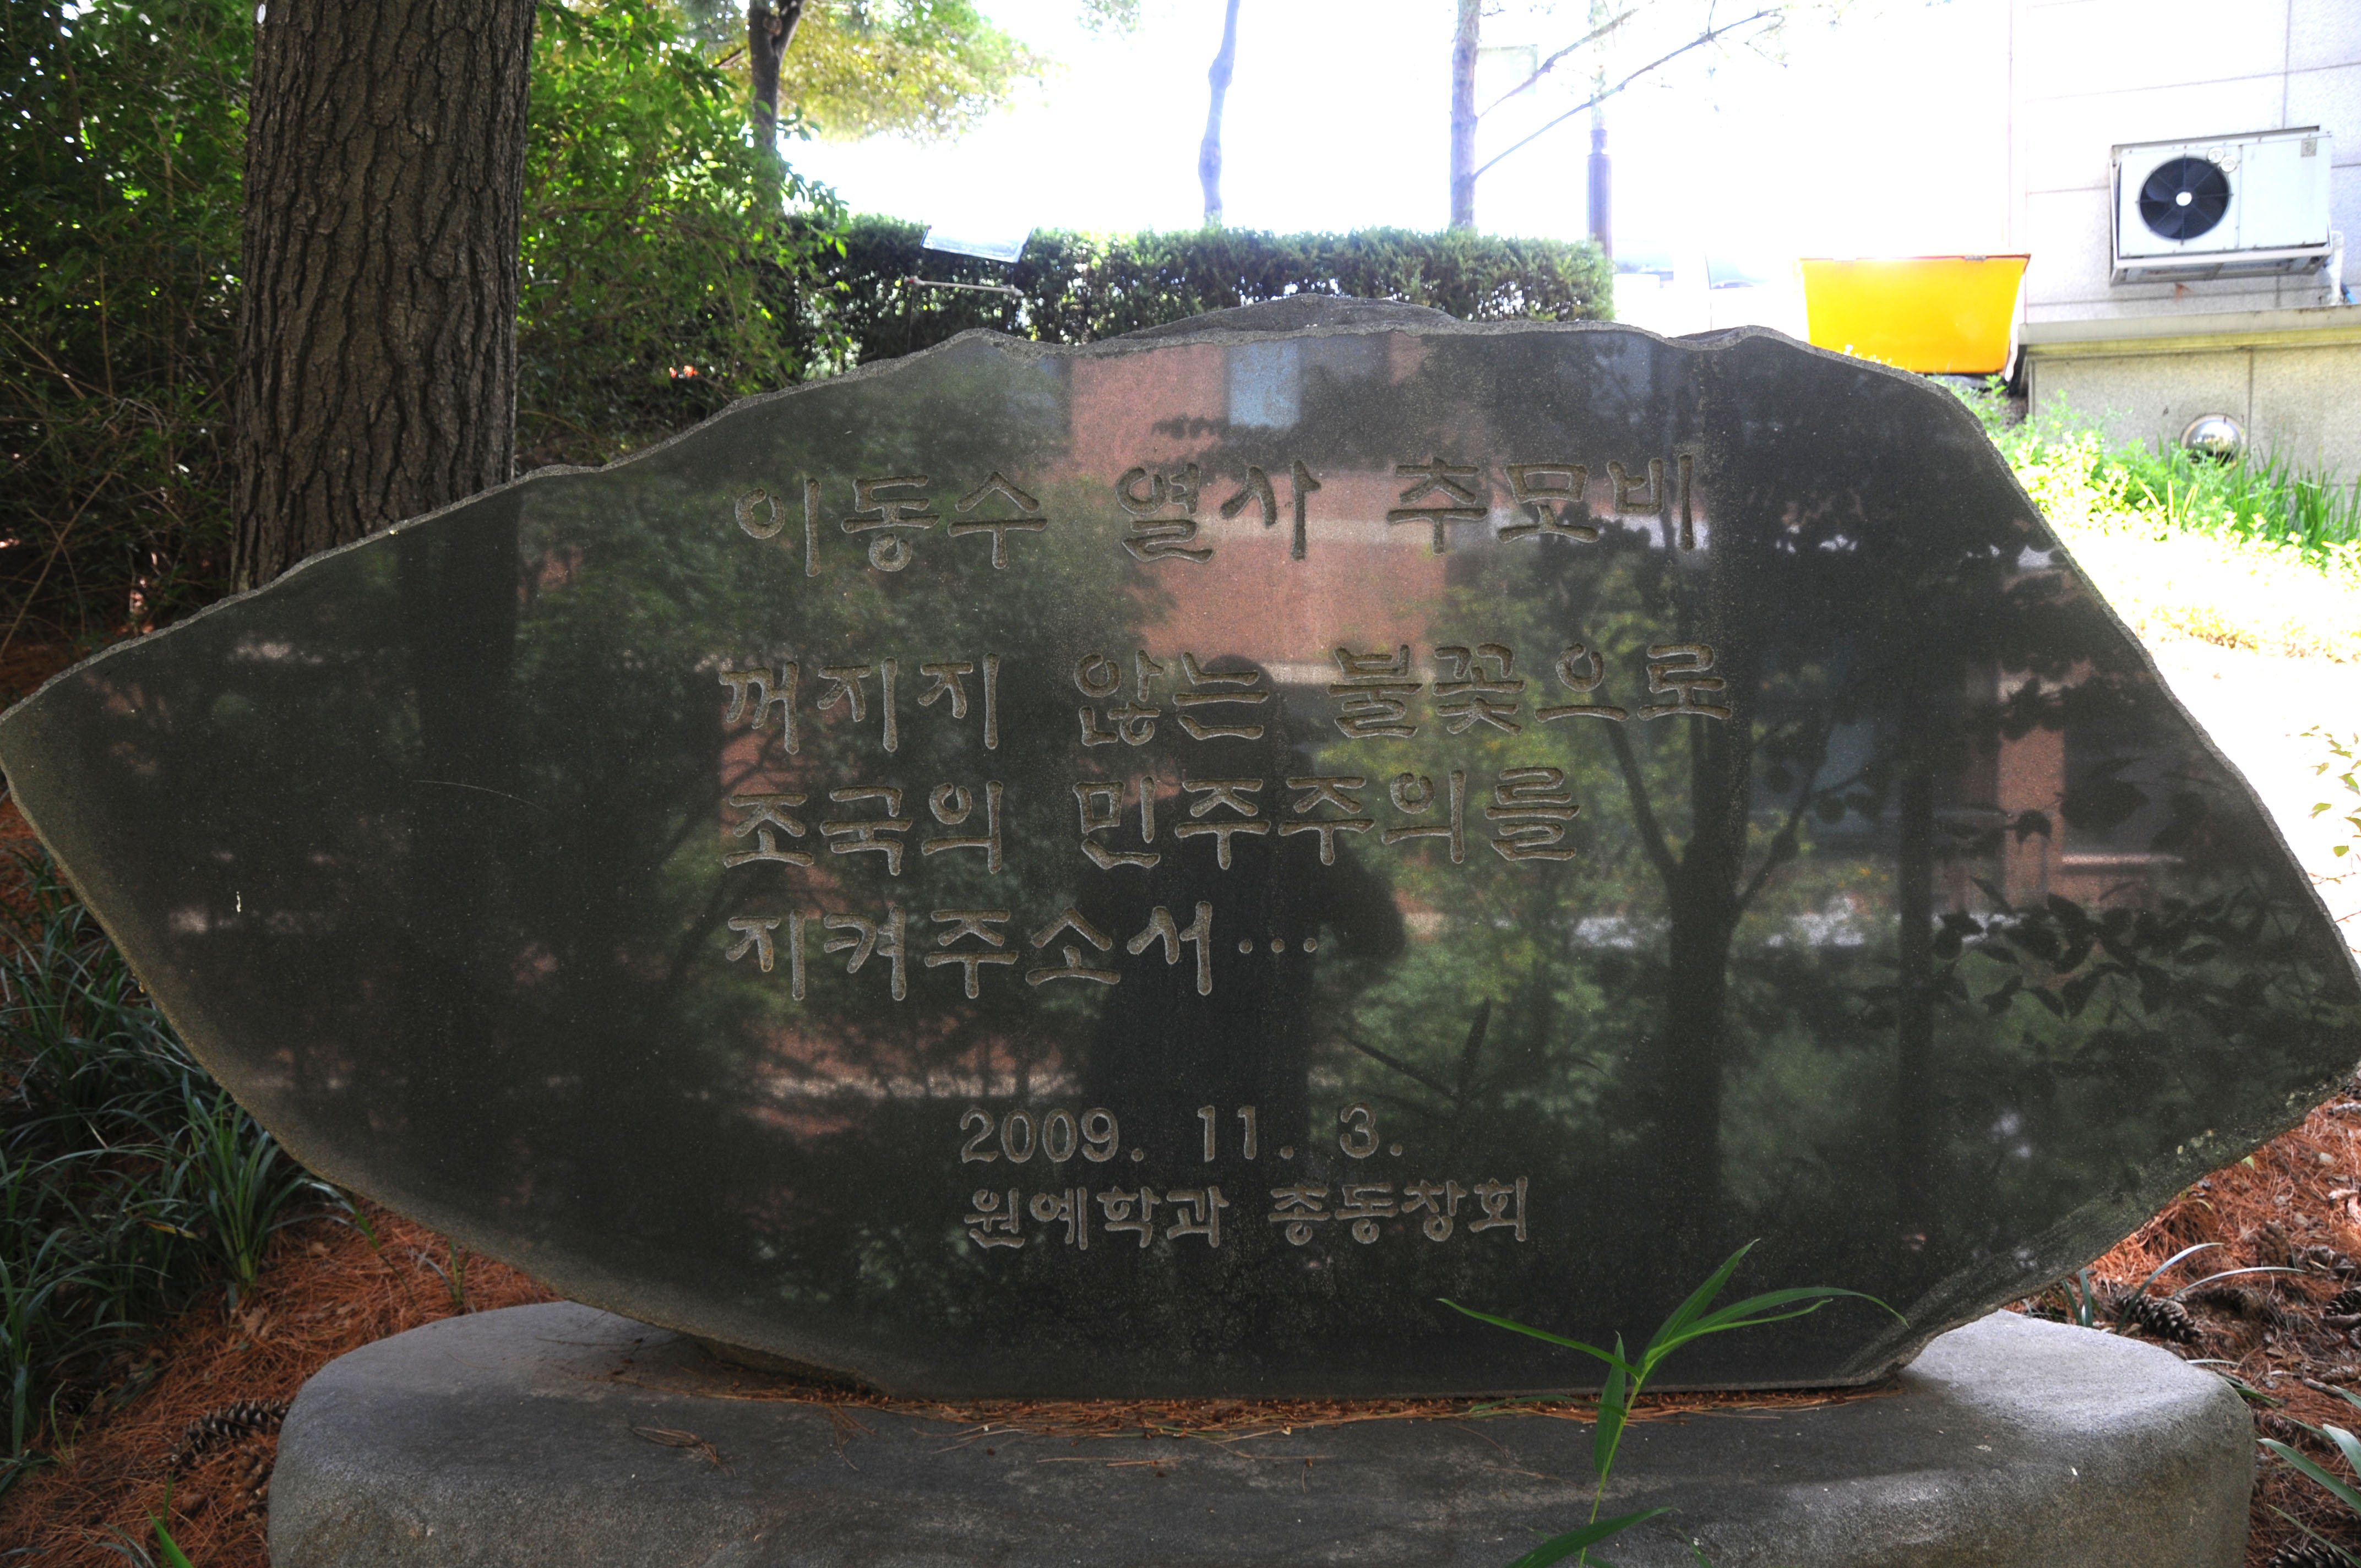 이동수 열사 추모비
꺼지지 않는 불꽃으로
조국의 민주주의를
지켜주소서…
2009. 11. 3.
원예학과 총동창회